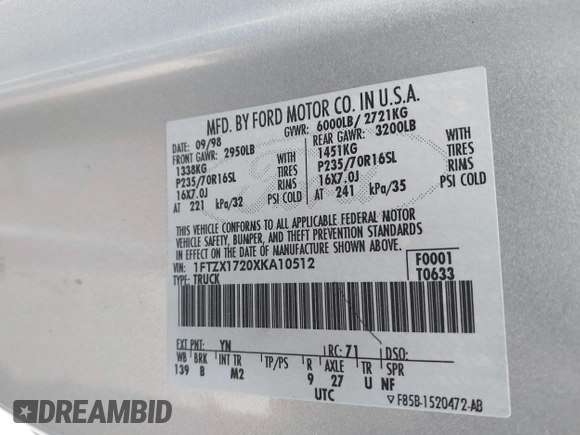 MFD. BY FORD MOTOR CO. IN U.S.A.
DATE: 09/98 GVWR: 6000LB/ 2721KG
FRONT GAWR: 2950LB REAR GAWR: 3200LB
1338KG WITH 1451KG WITH
P235/70R16SL TIRES P235/70R16SL TIRES
16X7.0J RIMS 16X7.0J RIMS
AT 221 kPa/32 PSI COLD AT 241 kPa/35 PSI COLD
THIS VEHICLE CONFORMS TO ALL APPLICABLE FEDERAL MOTOR
VEHICLE SAFETY, BUMPER, AND THEFT PREVENTION STANDARDS
IN EFFECT ON THE DATE OF MANUFACTURE SHOWN ABOVE.
VIN: 1FTZX1720XKA10512 F0001
TYPE: TRUCK T0633
EXT PNT: YN RC: 71 DSO:
WB BRK INT TR TP/PS R AXLE TR SPR
139 B M2 9 27 U NF
UTC ▽ F85B-1520472-AB
DREAMBID